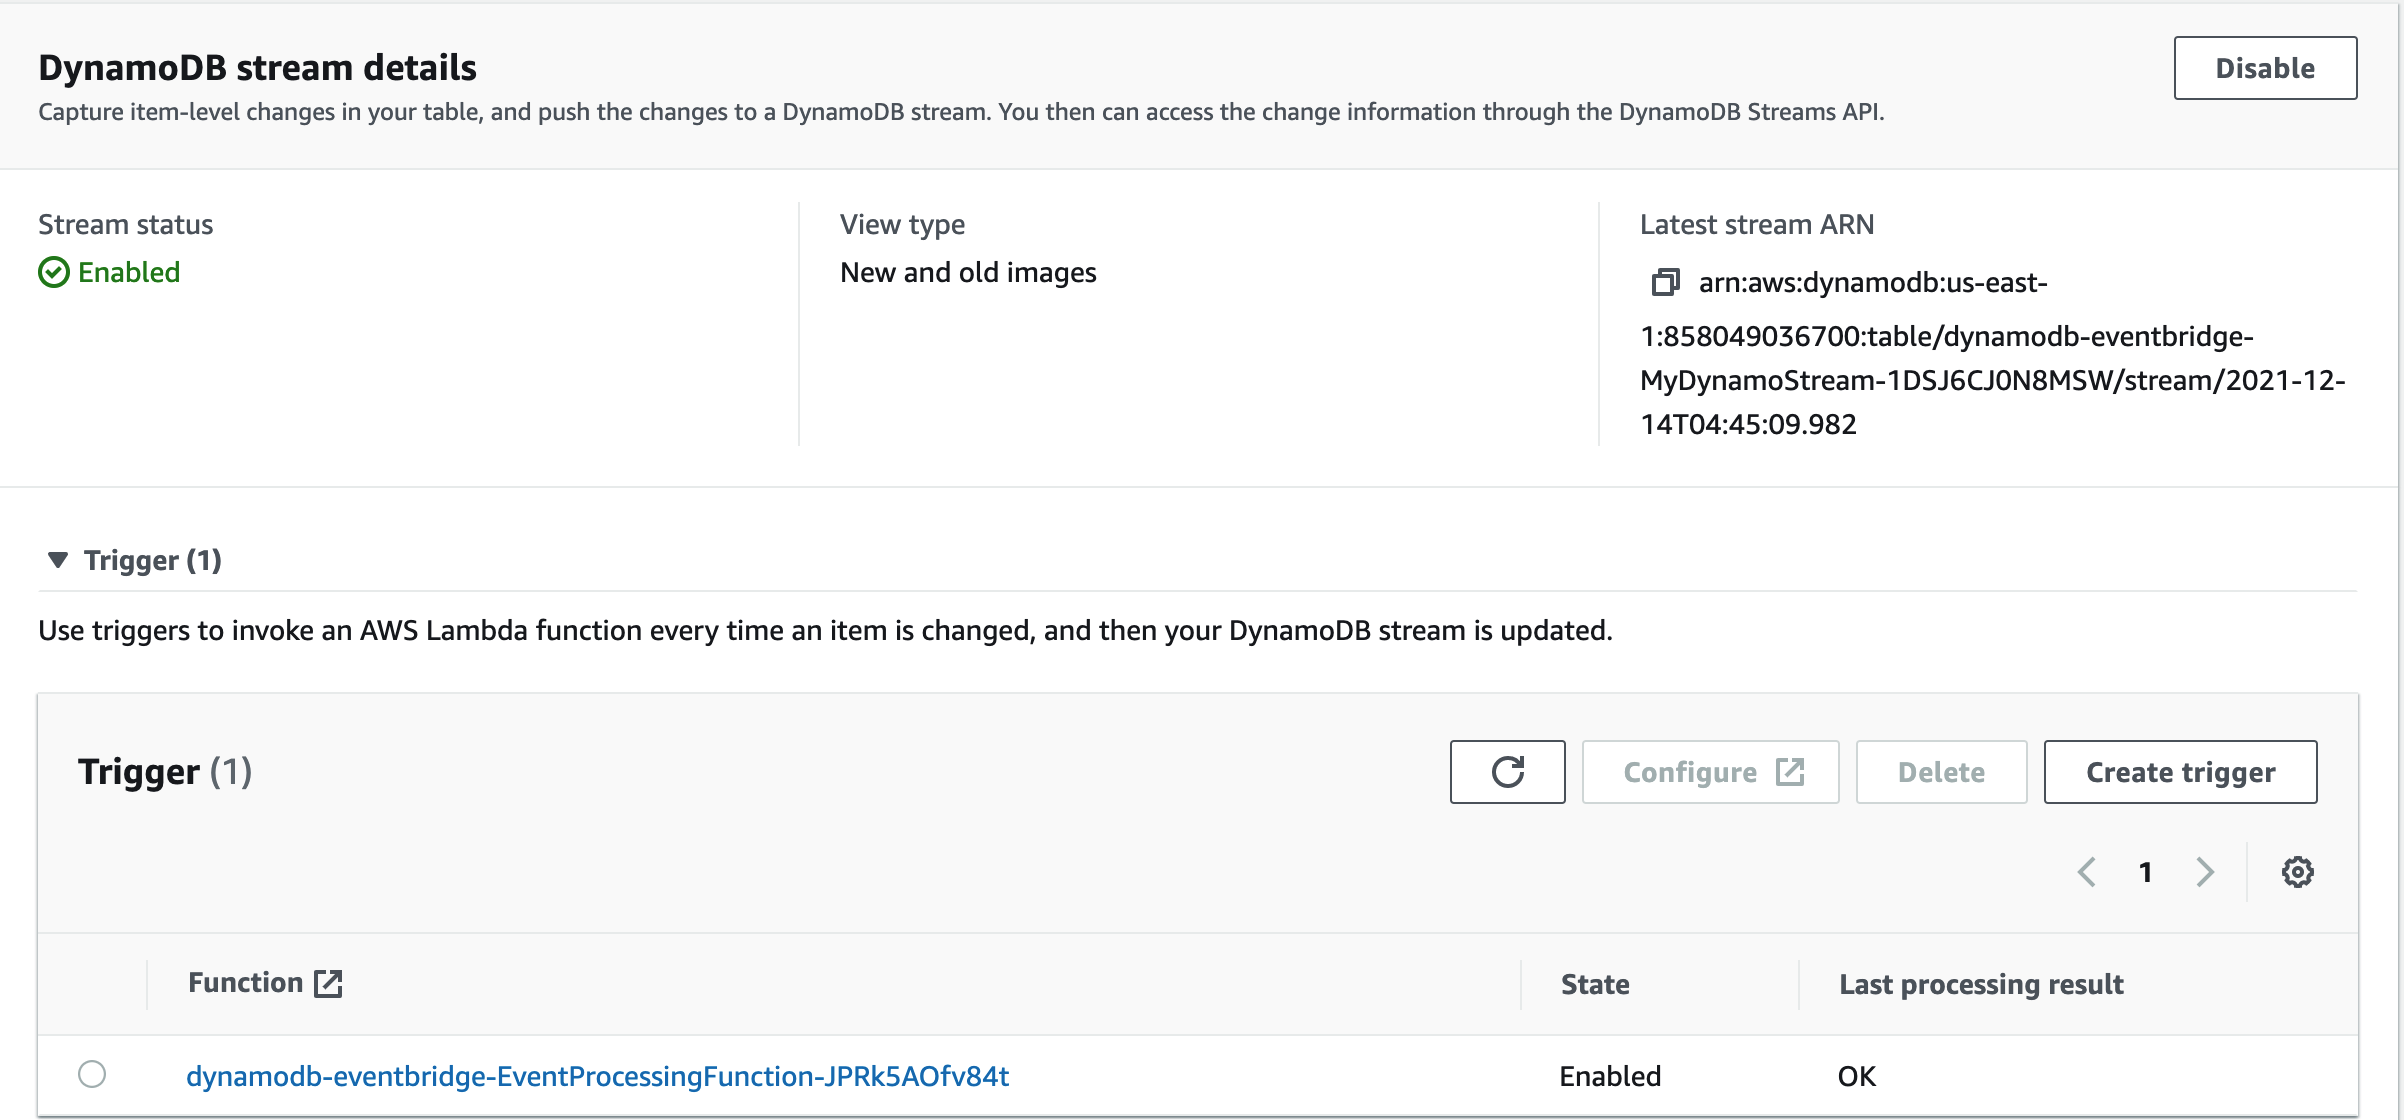 DynamoDB stream details
Disable
Capture item-level changes in your table, and push the changes to a DynamoDB stream. You then can access the change information through the DynamoDB Streams API.
Stream status
Enabled
View type
New and old images
Latest stream ARN
arn:aws:dynamodb:us-east-
1:858049036700:table/dynamodb-eventbridge-
MyDynamoStream-1DSJ6CJ0N8MSW/stream/2021-12-
14T04:45:09.982
Trigger (1)
Use triggers to invoke an AWS Lambda function every time an item is changed, and then your DynamoDB stream is updated.
Trigger (1)
Configure
Delete
Create trigger
1
Function
State
Last processing result
dynamodb-eventbridge-EventProcessingFunction-JPRk5AOfv84t
Enabled
OK